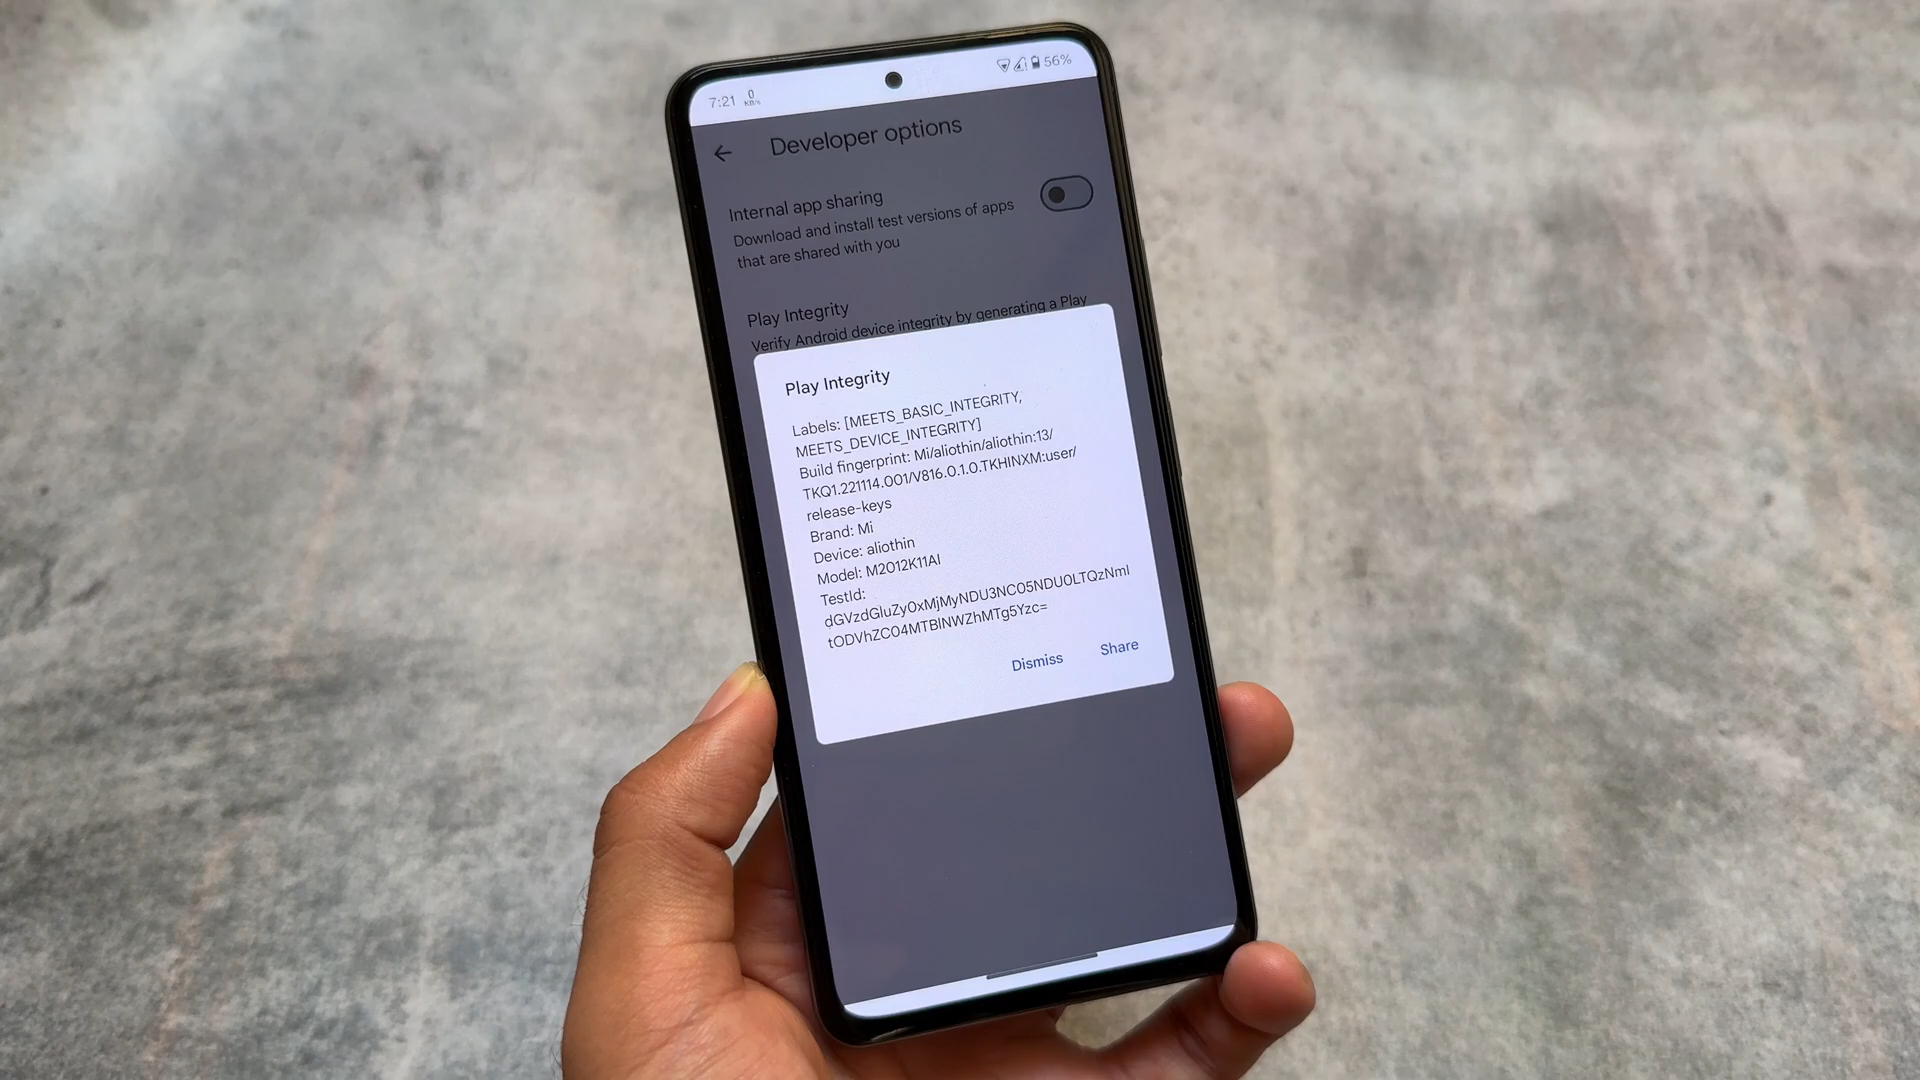 7:21 0 KB/s 56%
Developer options
Internal app sharing
Download and install test versions of apps
that are shared with you
Play Integrity
Verify Android device integrity by generating a Play
Play Integrity
Labels: [MEETS_BASIC_INTEGRITY,
MEETS_DEVICE_INTEGRITY]
Build fingerprint: Mi/aliothin/aliothin:13/
TKQ1.221114.001/V816.0.1.0.TKHINXM:user/
release-keys
Brand: Mi
Device: aliothin
Model: M2012K11AI
TestId:
dGVzdGluZy0xMjMyNDU3NC05NDU0LTQzNmI
tODVhZC04MTBlNWZhMTg5Yzc=
Dismiss Share